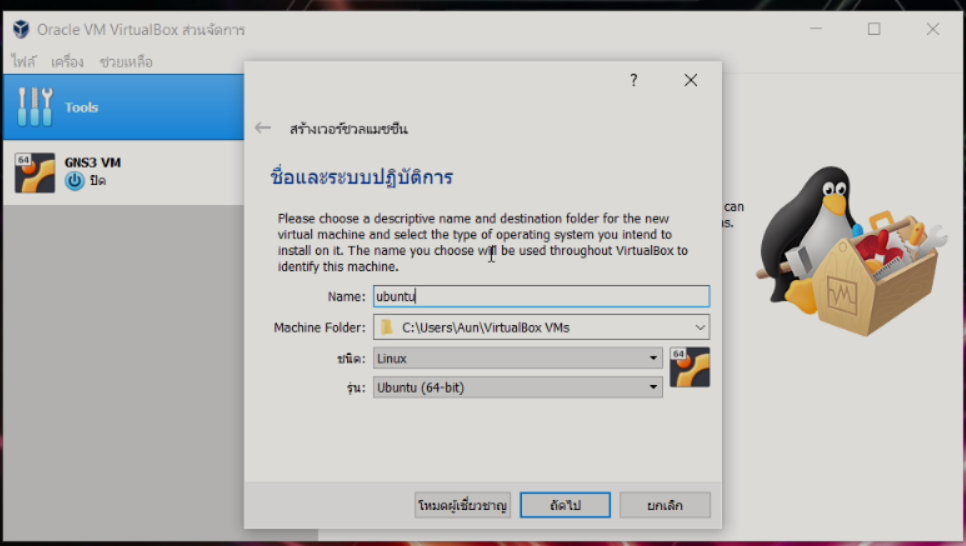 Oracle VM VirtualBox ส่วนจัดการ
ไฟล์ เครื่อง ช่วยเหลือ
Tools
64
GNS3 VM
ปิด
สร้างเวอร์ชวลแมชชีน
ชื่อและระบบปฏิบัติการ
Please choose a descriptive name and destination folder for the new
virtual machine and select the type of operating system you intend to
install on it. The name you choose will be used throughout VirtualBox to
identify this machine.
Name: ubuntu
Machine Folder: C:\Users\Aun\VirtualBox VMs
ชนิด: Linux
64
รุ่น: Ubuntu (64-bit)
โหมดผู้เชี่ยวชาญ ถัดไป ยกเลิก
can